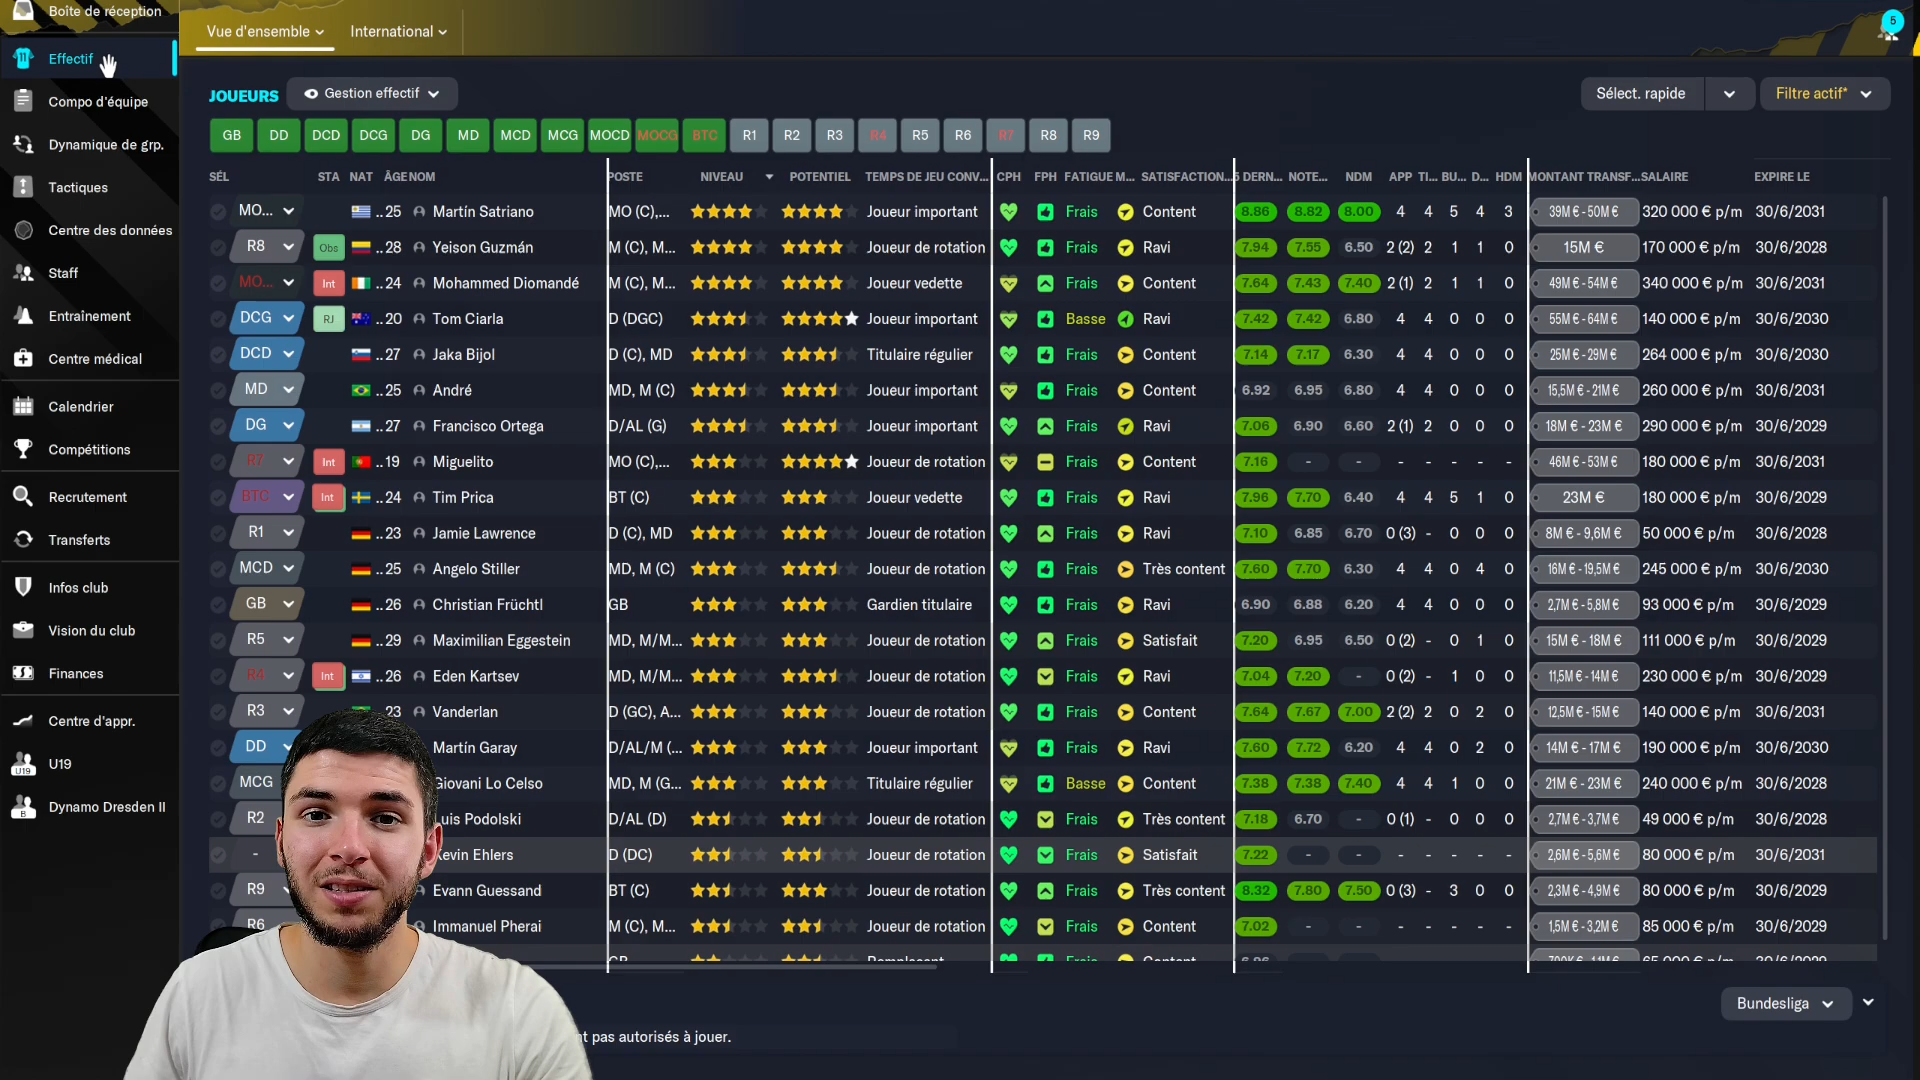 Boîte de réception
Effectif
Compo d'équipe
Dynamique de grp.
Tactiques
Centre des données
Staff
Entraînement
Centre médical
Calendrier
Compétitions
Recrutement
Transferts
Infos club
Vision du club
Finances
Centre d'appr.
U19
Dynamo Dresden II
Vue d'ensemble International
5
JOUEURS Gestion effectif Sélect. rapide Filtre actif*
GB DD DCD DCG DG MD MCD MCG MOCD MOCG BTC R1 R2 R3 R4 R5 R6 R7 R8 R9
SÉL STA NAT ÂGE NOM POSTE NIVEAU POTENTIEL TEMPS DE JEU CONV... CPH FPH FATIGUE M... SATISFACTION... 5 DERN... NOTE... NDM APP TI... BU... D... HDM MONTANT TRANSF... SALAIRE EXPIRE LE
MO... ..25 Martín Satriano MO (C),... Joueur important Frais Content 8.86 8.82 8.00 4 4 5 4 3 39M € - 50M € 320 000 € p/m 30/6/2031
R8 Obs ..28 Yeison Guzmán M (C), M... Joueur de rotation Frais Ravi 7.94 7.55 6.50 2 (2) 2 1 1 0 15M € 170 000 € p/m 30/6/2028
MO... Int ..24 Mohammed Diomandé M (C), M... Joueur vedette Frais Content 7.64 7.43 7.40 2 (1) 2 1 1 0 49M € - 54M € 340 000 € p/m 30/6/2031
DCG RJ ..20 Tom Ciarla D (DGC) Joueur important Basse Ravi 7.42 7.42 6.80 4 4 0 0 0 55M € - 64M € 140 000 € p/m 30/6/2030
DCD ..27 Jaka Bijol D (C), MD Titulaire régulier Frais Content 7.14 7.17 6.30 4 4 0 0 0 25M € - 29M € 264 000 € p/m 30/6/2030
MD ..25 André MD, M (C) Joueur important Frais Content 6.92 6.95 6.80 4 4 0 0 0 15,5M € - 21M € 260 000 € p/m 30/6/2031
DG ..27 Francisco Ortega D/AL (G) Joueur important Frais Ravi 7.06 6.90 6.60 2 (1) 2 0 0 0 18M € - 23M € 290 000 € p/m 30/6/2029
R7 Int ..19 Miguelito MO (C),... Joueur de rotation Frais Content 7.16 - - - - - - - 46M € - 53M € 180 000 € p/m 30/6/2031
BTC Int ..24 Tim Prica BT (C) Joueur vedette Frais Ravi 7.96 7.70 6.40 4 4 5 1 0 23M € 180 000 € p/m 30/6/2029
R1 ..23 Jamie Lawrence D (C), MD Joueur de rotation Frais Ravi 7.10 6.85 6.70 0 (3) - 0 0 0 8M € - 9,6M € 50 000 € p/m 30/6/2029
MCD ..25 Angelo Stiller MD, M (C) Joueur de rotation Frais Très content 7.60 7.70 6.30 4 4 0 4 0 16M € - 19,5M € 245 000 € p/m 30/6/2030
GB ..26 Christian Früchtl GB Gardien titulaire Frais Ravi 6.90 6.88 6.20 4 4 0 0 0 2,7M € - 5,8M € 93 000 € p/m 30/6/2029
R5 ..29 Maximilian Eggestein MD, M/M... Joueur de rotation Frais Satisfait 7.20 6.95 6.50 0 (2) - 0 1 0 15M € - 18M € 111 000 € p/m 30/6/2029
R4 Int ..26 Eden Kartsev MD, M/M... Joueur de rotation Frais Ravi 7.04 7.20 - 0 (2) - 1 0 0 11,5M € - 14M € 230 000 € p/m 30/6/2029
R3 ..23 Vanderlan D (GC), A... Joueur de rotation Frais Content 7.64 7.67 7.00 2 (2) 2 0 2 0 12,5M € - 15M € 140 000 € p/m 30/6/2031
DD Martín Garay D/AL/M (... Joueur important Frais Ravi 7.60 7.72 6.20 4 4 0 2 0 14M € - 17M € 190 000 € p/m 30/6/2030
MCG Giovani Lo Celso MD, M (G... Titulaire régulier Basse Content 7.38 7.38 7.40 4 4 1 0 0 21M € - 23M € 240 000 € p/m 30/6/2028
R2 Luis Podolski D/AL (D) Joueur de rotation Frais Très content 7.18 6.70 - 0 (1) - 0 0 0 2,7M € - 3,7M € 49 000 € p/m 30/6/2028
- Kevin Ehlers D (DC) Joueur de rotation Frais Satisfait 7.22 - - - - - - - 2,6M € - 5,6M € 80 000 € p/m 30/6/2031
R9 Evann Guessand BT (C) Joueur de rotation Frais Très content 8.32 7.80 7.50 0 (3) - 3 0 0 2,3M € - 4,9M € 80 000 € p/m 30/6/2029
R6 Immanuel Pherai M (C), M... Joueur de rotation Frais Content 7.02 - - - - - - - 1,5M € - 3,2M € 85 000 € p/m 30/6/2029
GB Remplaçant Frais Content 6.96
Bundesliga
nt pas autorisés à jouer.